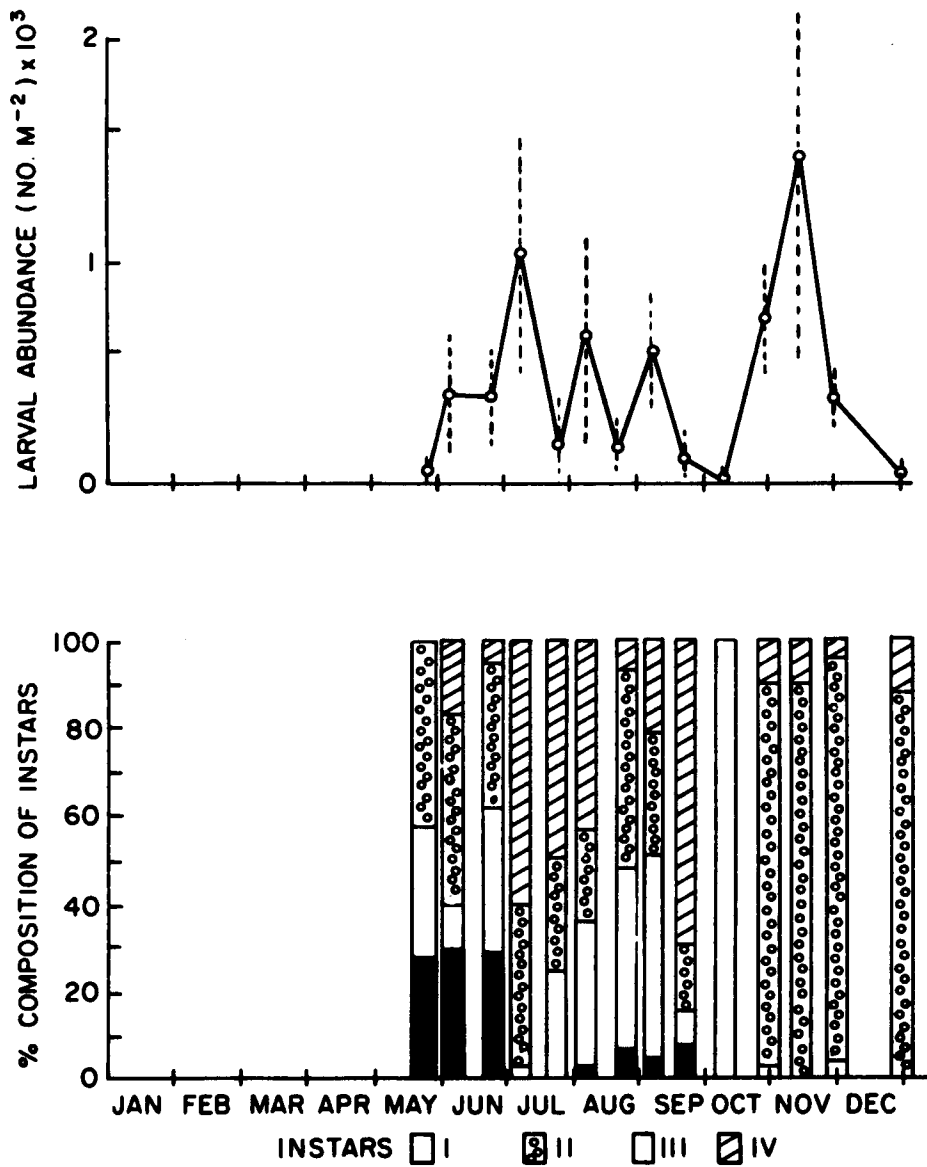 LARVAL ABUNDANCE (NO. M⁻²) x 10³
2
1
0
% COMPOSITION OF INSTARS
100
80
60
40
20
0
JAN FEB MAR APR MAY JUN JUL AUG SEP OCT NOV DEC
INSTARS I II III IV